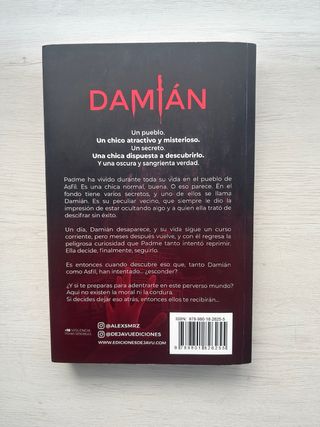 DAMIÁN
Un pueblo.
Un chico atractivo y misterioso.
Un secreto.
Una chica dispuesta a descubrirlo.
Y una oscura y sangrienta verdad.
Padme ha vivido durante toda su vida en el pueblo de
Asfil. Es una chica normal, buena. O eso parece. En el
fondo tiene varios secretos, y uno de ellos se llama
Damián. Es su peculiar vecino, que siempre le dio la
impresión de estar ocultando algo y a quien ella trató de
descifrar sin éxito.
Un día, Damián desaparece, y su vida sigue un curso
corriente, pero meses después vuelve, y con él regresa la
peligrosa curiosidad que Padme tanto intentó reprimir.
Ella decide, finalmente, seguirlo.
Es entonces cuando descubre eso que, tanto Damián
como Asfil, han intentado... ¿esconder?
¿Y si te preparas para adentrarte en este perverso mundo?
Aquí no existen la moral ni la cordura.
Si decides dejar eso atrás, entonces ellos te recibirán...
VIOLENCIA
@ALEXSMRZ
@DEJAVUEDICIONES
WWW.EDICIONESDEJAVU.COM